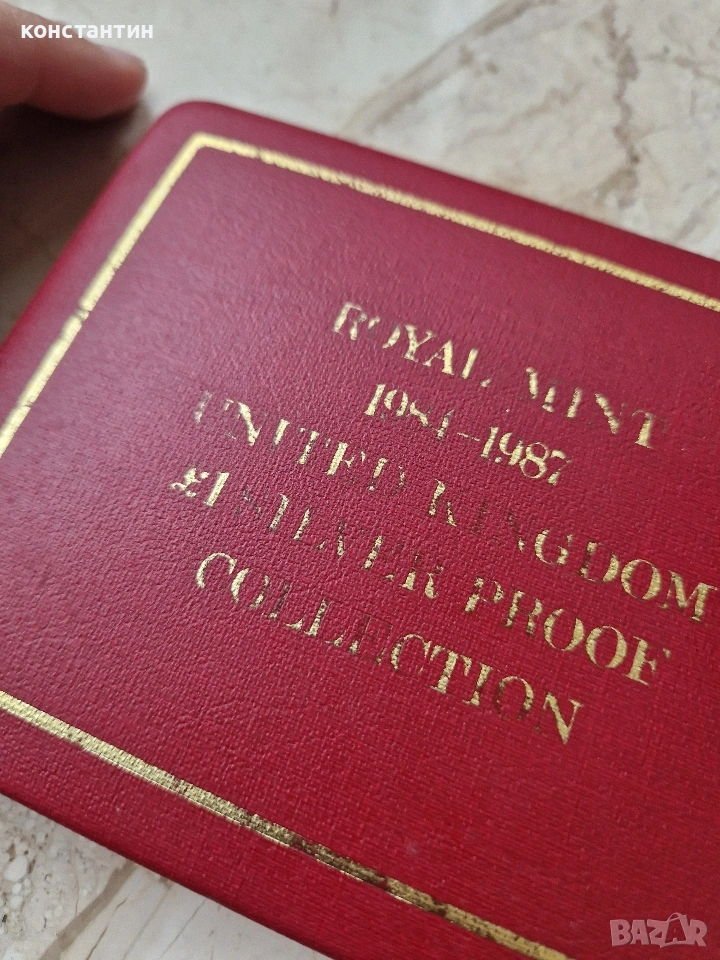 КОНСТАНТИН
ROYAL MINT
1984-1987
UNITED KINGDOM
£1 SILVER PROOF
COLLECTION
BAZAR